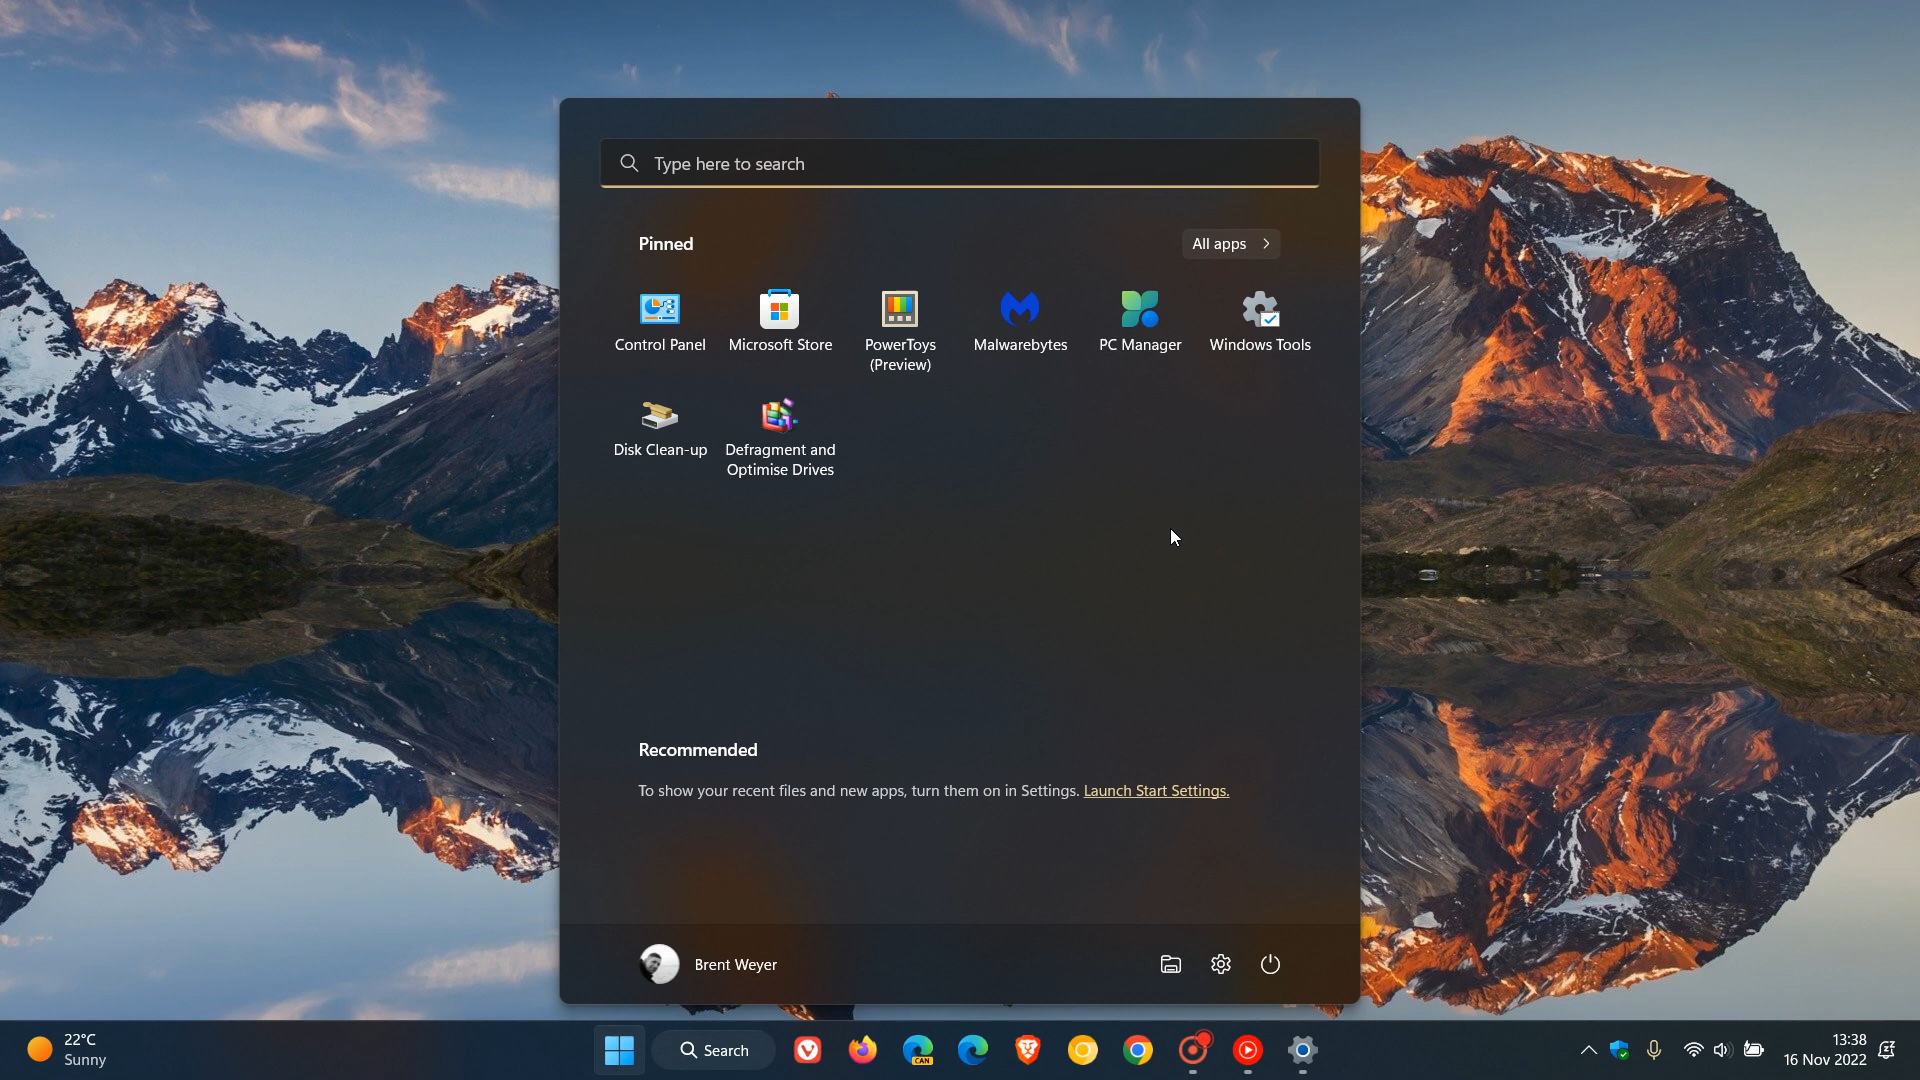 Type here to search
Pinned
All apps
Control Panel
Microsoft Store
PowerToys
(Preview)
Malwarebytes
PC Manager
Windows Tools
Disk Clean-up
Defragment and
Optimise Drives
Recommended
To show your recent files and new apps, turn them on in Settings. Launch Start Settings.
Brent Weyer
22°C
Sunny
Search
CAN
13:38
16 Nov 2022